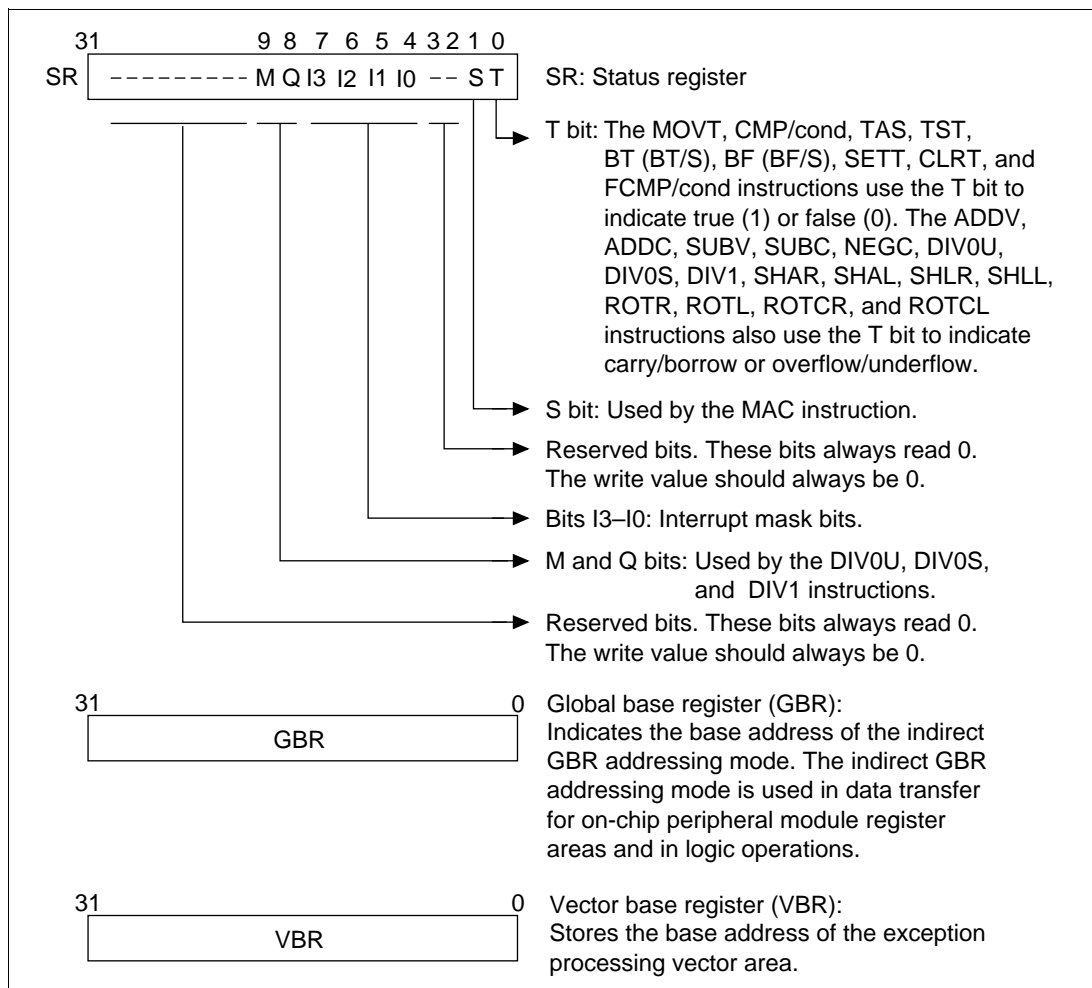 31 9 8 7 6 5 4 3 2 1 0
SR ---------- M Q I3 I2 I1 I0 -- S T SR: Status register
T bit: The MOVT, CMP/cond, TAS, TST,
BT (BT/S), BF (BF/S), SETT, CLRT, and
FCMP/cond instructions use the T bit to
indicate true (1) or false (0). The ADDV,
ADDC, SUBV, SUBC, NEGC, DIV0U,
DIV0S, DIV1, SHAR, SHAL, SHLR, SHLL,
ROTR, ROTL, ROTCR, and ROTCL
instructions also use the T bit to indicate
carry/borrow or overflow/underflow.
S bit: Used by the MAC instruction.
Reserved bits. These bits always read 0.
The write value should always be 0.
Bits I3–I0: Interrupt mask bits.
M and Q bits: Used by the DIV0U, DIV0S,
and DIV1 instructions.
Reserved bits. These bits always read 0.
The write value should always be 0.
31 0 Global base register (GBR):
GBR
Indicates the base address of the indirect
GBR addressing mode. The indirect GBR
addressing mode is used in data transfer
for on-chip peripheral module register
areas and in logic operations.
31 0 Vector base register (VBR):
VBR
Stores the base address of the exception
processing vector area.